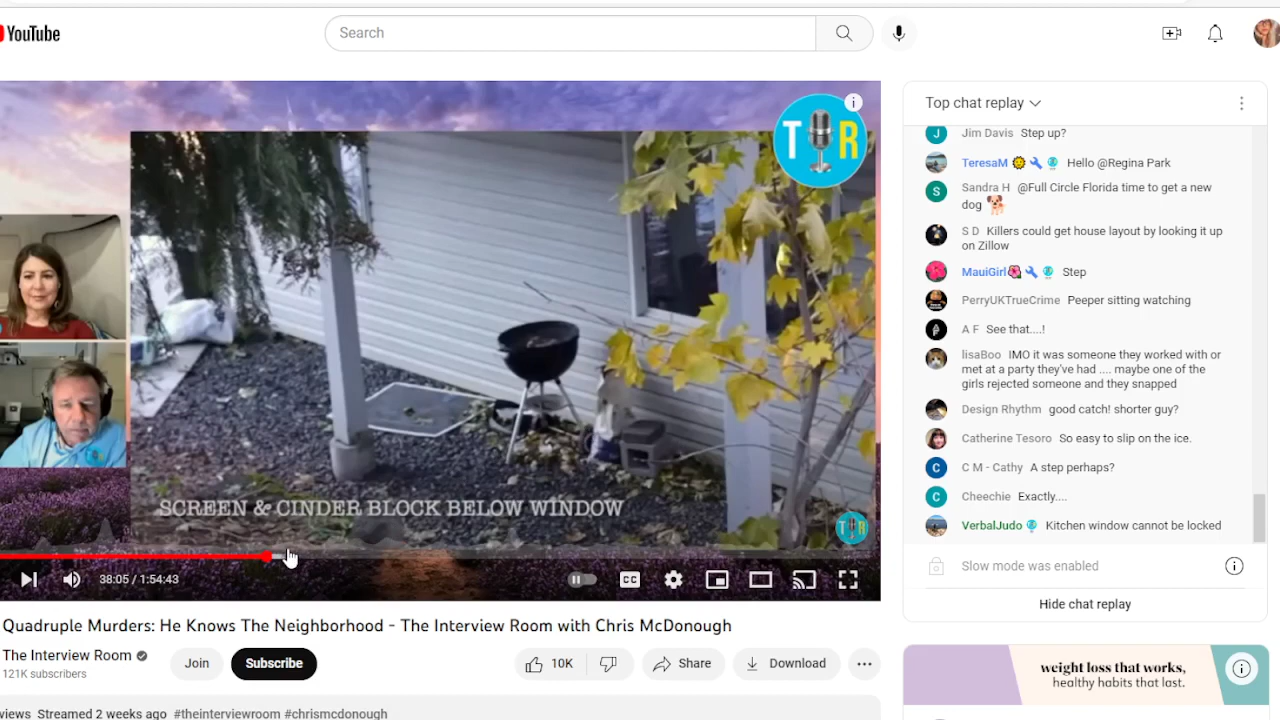 YouTube
Search
T R
SCREEN & CINDER BLOCK BELOW WINDOW
38:05 / 1:54:43
CC
Quadruple Murders: He Knows The Neighborhood - The Interview Room with Chris McDonough
The Interview Room
121K subscribers
Join
Subscribe
10K
Share
Download
views Streamed 2 weeks ago #theinterviewroom #chrismcdonough
Top chat replay
J Jim Davis Step up?
TeresaM Hello @Regina Park
S Sandra H @Full Circle Florida time to get a new
dog
S D Killers could get house layout by looking it up
on Zillow
MauiGirl Step
PerryUKTrueCrime Peeper sitting watching
A F See that....!
lisaBoo IMO it was someone they worked with or
met at a party they've had .... maybe one of the
girls rejected someone and they snapped
Design Rhythm good catch! shorter guy?
Catherine Tesoro So easy to slip on the ice.
C C M - Cathy A step perhaps?
C Cheechie Exactly....
VerbalJudo Kitchen window cannot be locked
Slow mode was enabled
Hide chat replay
weight loss that works,
healthy habits that last.